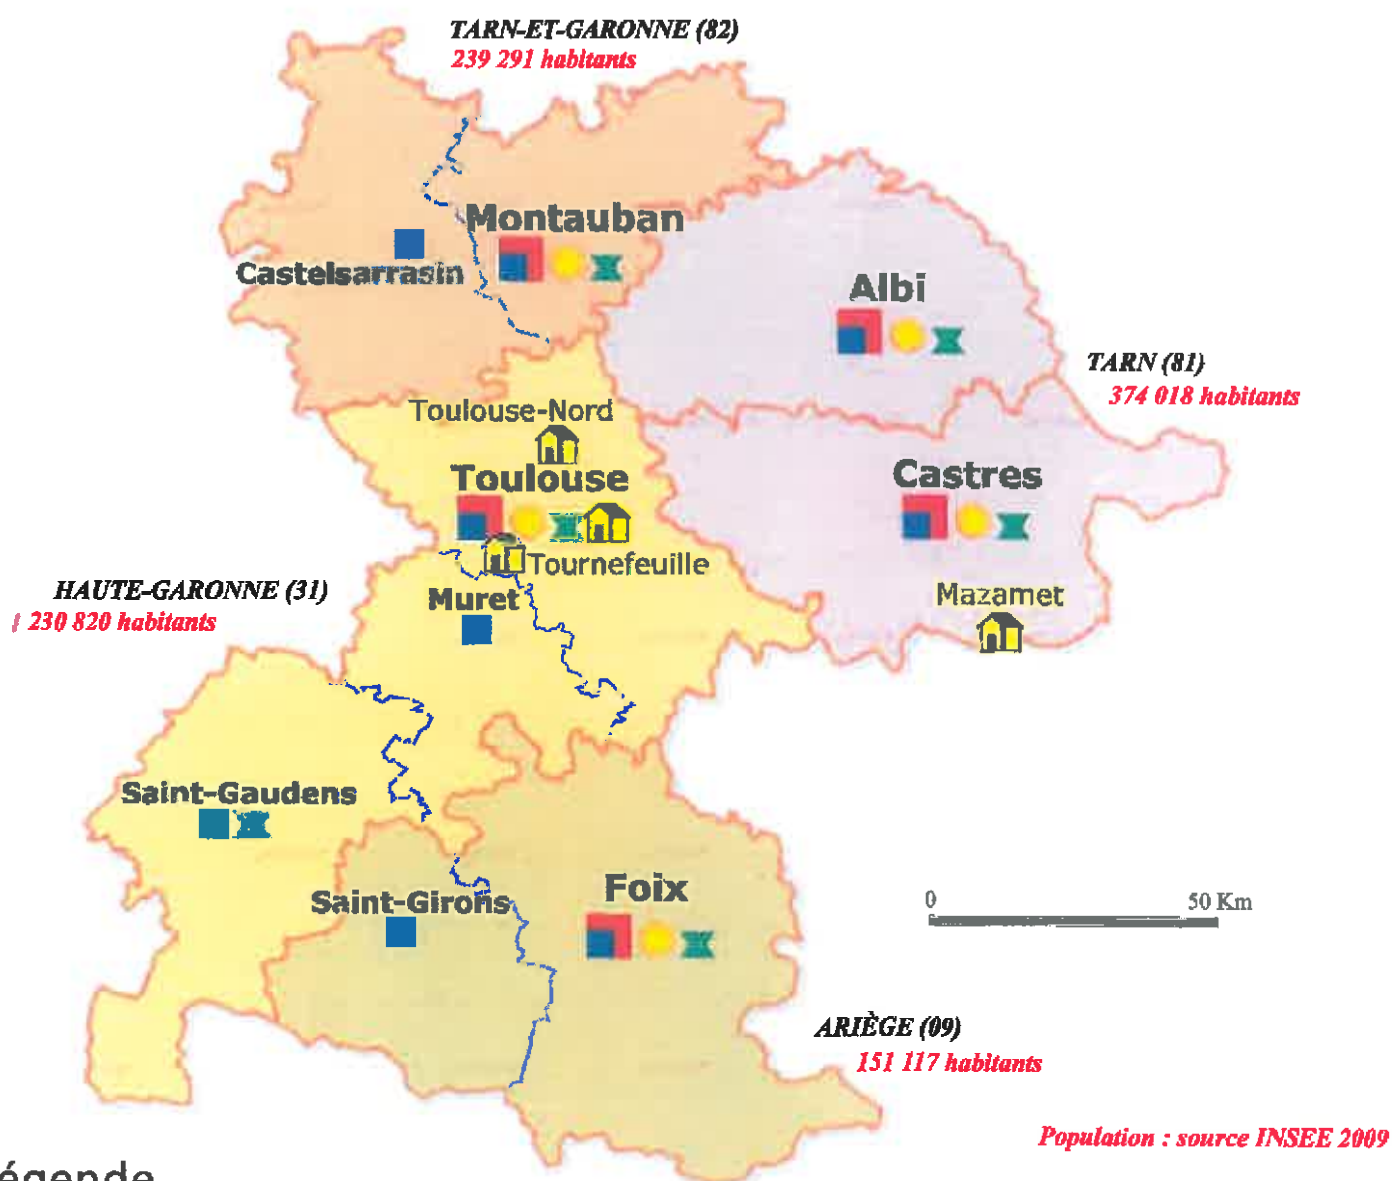 TARN-ET-GARONNE (82)
239 291 habitants
Montauban
Castelsarrasin
Albi
TARN (81)
374 018 habitants
Toulouse-Nord
Toulouse
Castres
Tournefeuille
HAUTE-GARONNE (31)
1 230 820 habitants
Muret
Mazamet
Saint-Gaudens
Saint-Girons
Foix
0 50 Km
ARIÈGE (09)
151 117 habitants
Population : source INSEE 2009
égende